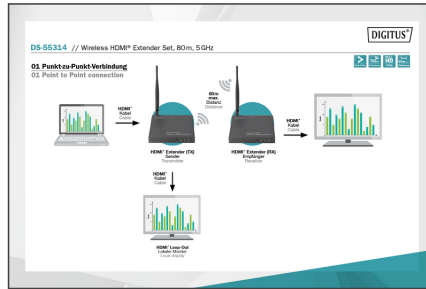 DIGITUS®
DS-55314 // Wireless HDMI® Extender Set, 80m, 5GHz
01 Punkt-zu-Punkt-Verbindung
01 Point to Point connection
80m
max.
Distanz
Distance
HDMI®
Kabel
Cable
HDMI® Extender (TX)
Sender
Transmitter
HDMI® Extender (RX)
Empfänger
Receiver
HDMI®
Kabel
Cable
HDMI®
Kabel
Cable
HDMI® Loop-Out
Lokaler Monitor
Local display